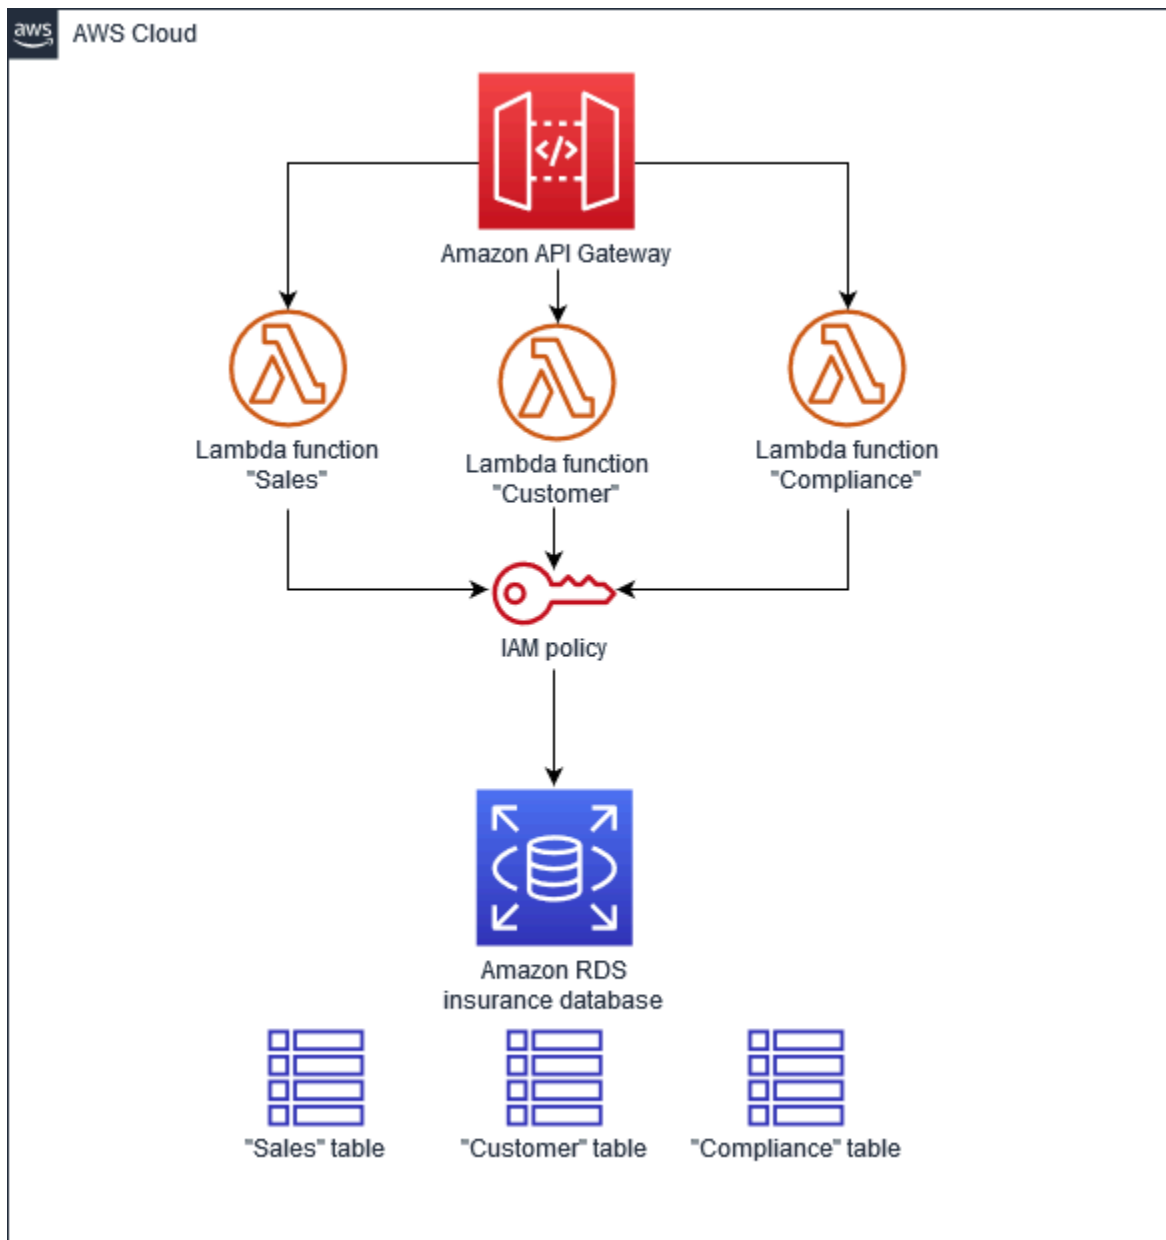 aws
AWS Cloud
</>
Amazon API Gateway
Lambda function
"Sales"
Lambda function
"Customer"
Lambda function
"Compliance"
IAM policy
Amazon RDS
insurance database
"Sales" table
"Customer" table
"Compliance" table